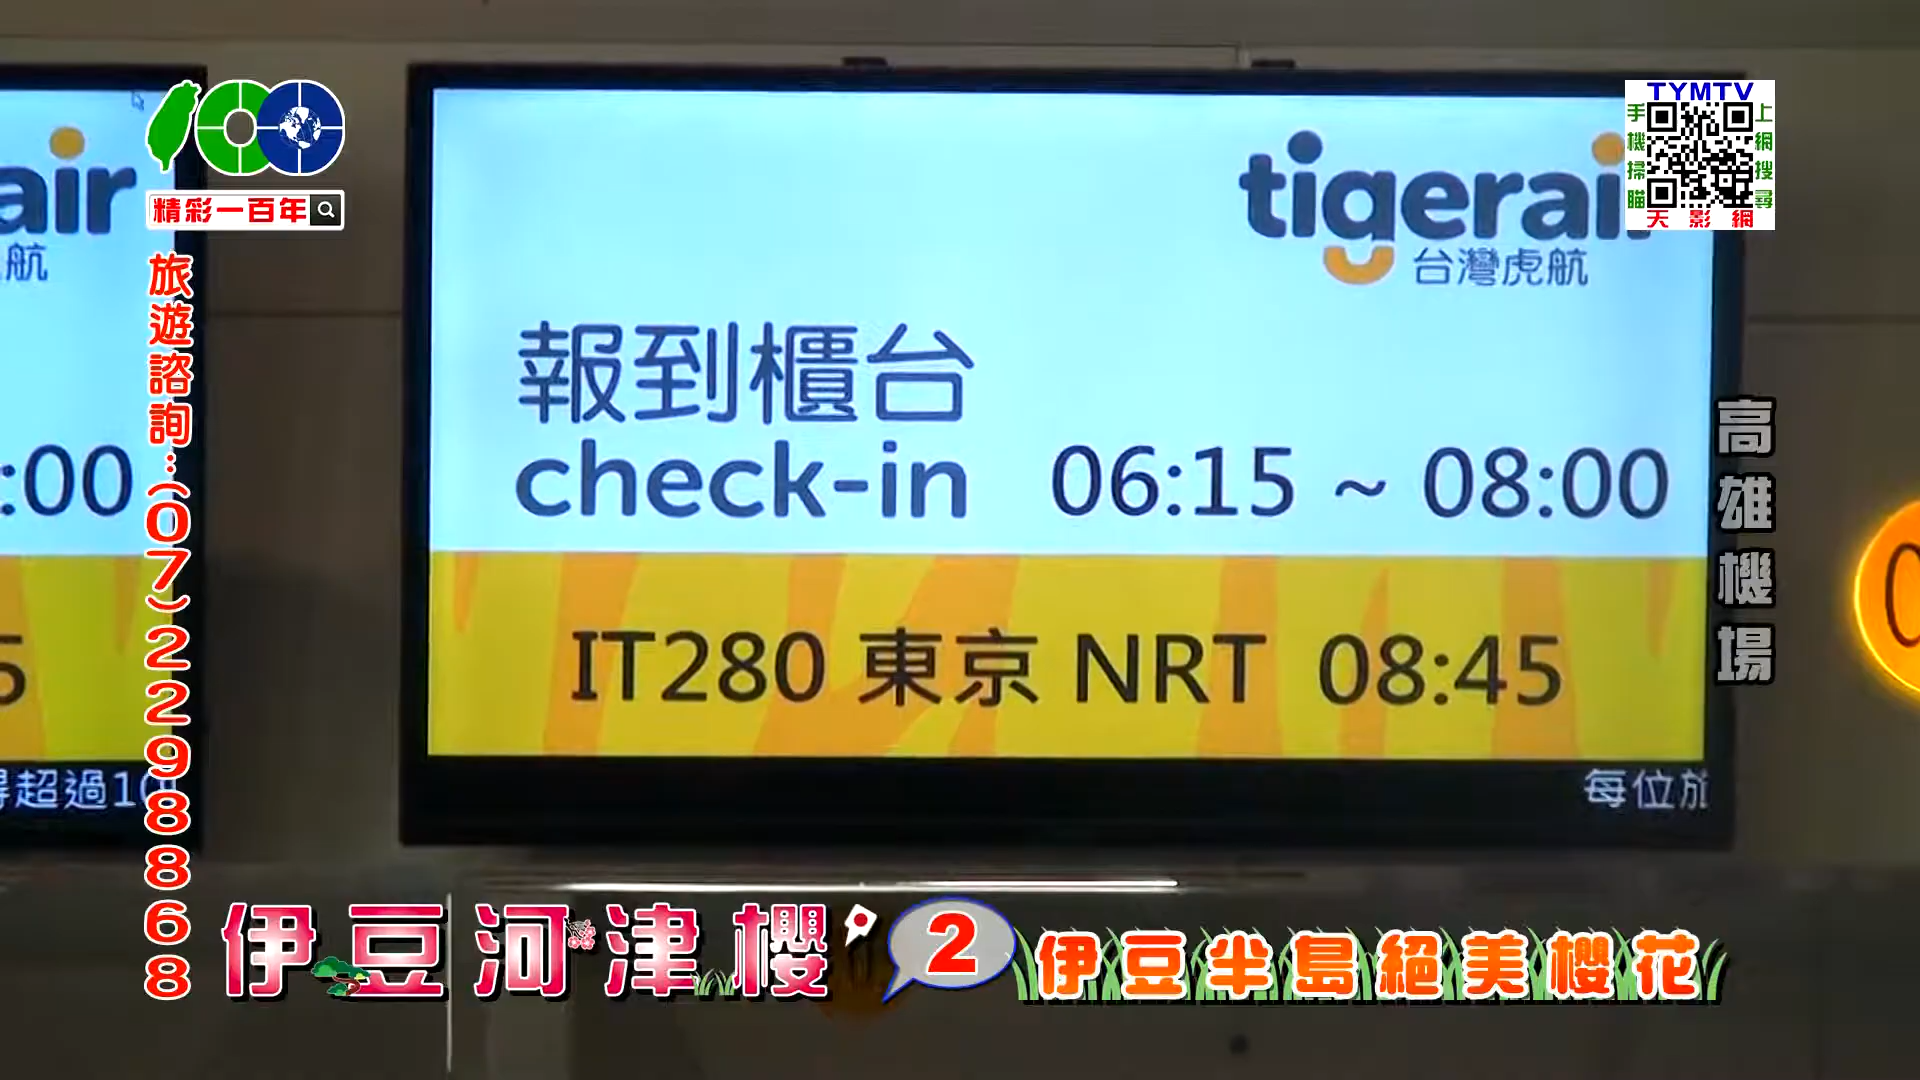 精彩一百年
旅遊諮詢:(07)2298868
TYMTV
手機掃瞄
上網搜尋
天影網
air
航
:00
5
得超過10
tigerair
台灣虎航
報到櫃台
check-in 06:15 ~ 08:00
IT280 東京 NRT 08:45
每位旅
高雄機場
伊豆河津櫻
2
伊豆半島絕美櫻花